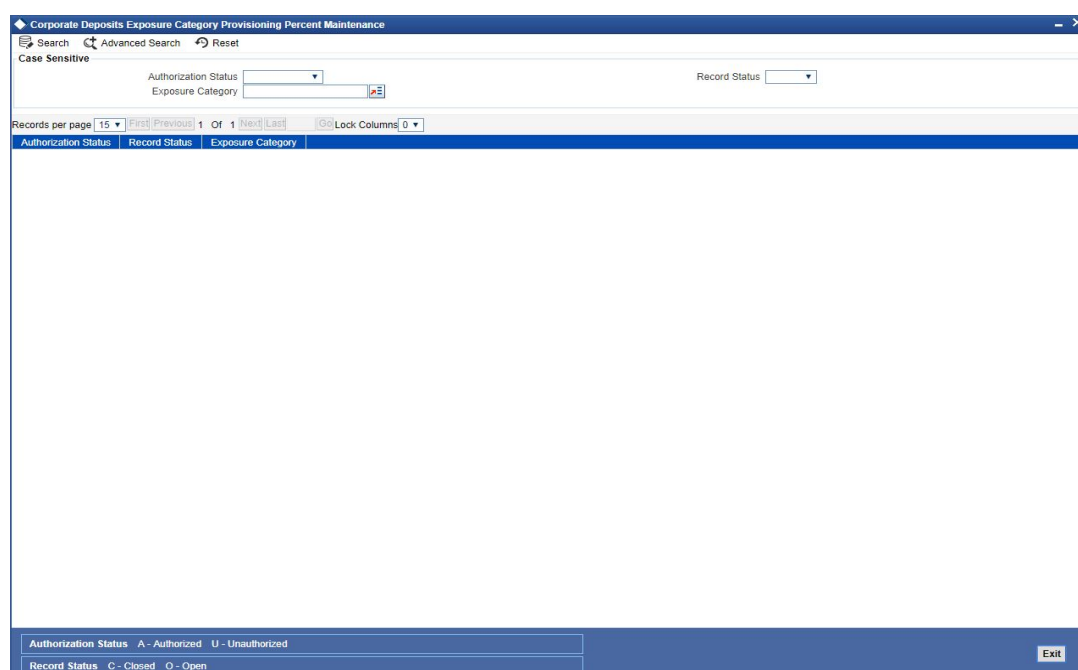 Corporate Deposits Exposure Category Provisioning Percent Maintenance
Search Advanced Search Reset
Case Sensitive
Authorization Status Record Status
Exposure Category
Records per page 15 First Previous 1 Of 1 Next Last Go Lock Columns 0
Authorization Status Record Status Exposure Category
Authorization Status A - Authorized U - Unauthorized
Exit
Record Status C - Closed O - Open